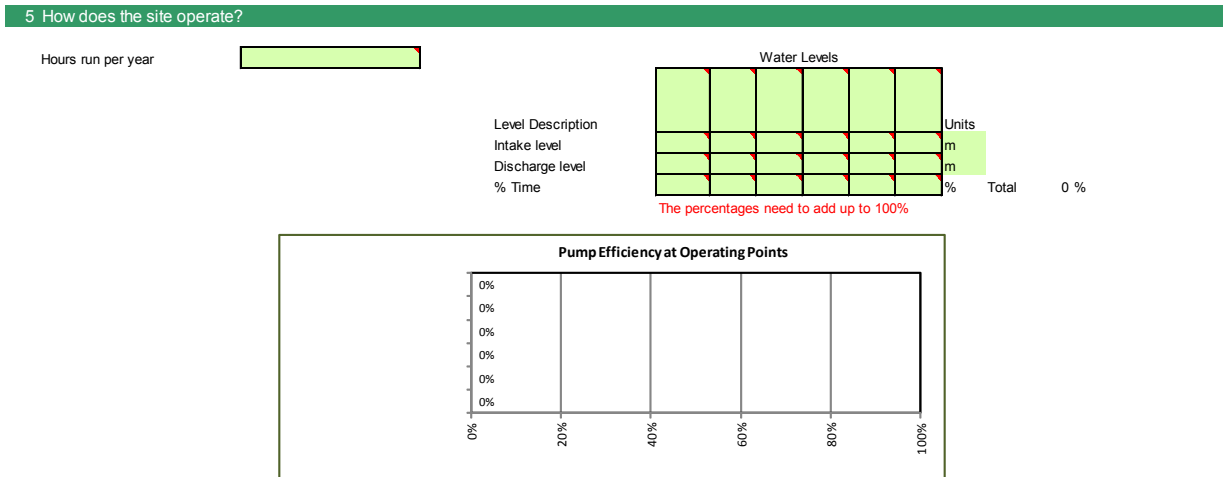 5 How does the site operate?
Hours run per year
Water Levels
Level Description Units
Intake level m
Discharge level m
% Time % Total 0 %
The percentages need to add up to 100%
Pump Efficiency at Operating Points
0%
0%
0%
0%
0%
0%
0% 20% 40% 60% 80% 100%